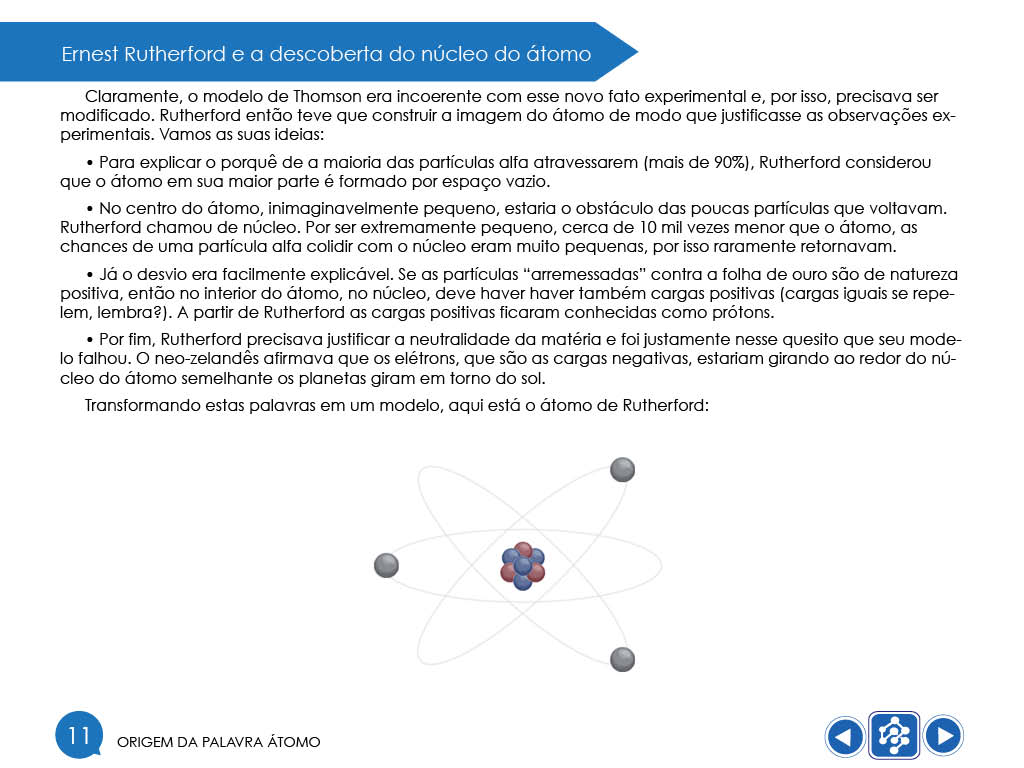 Ernest Rutherford e a descoberta do núcleo do átomo
Claramente, o modelo de Thomson era incoerente com esse novo fato experimental e, por isso, precisava ser
modificado. Rutherford então teve que construir a imagem do átomo de modo que justificasse as observações ex-
perimentais. Vamos as suas ideias:
• Para explicar o porquê de a maioria das partículas alfa atravessarem (mais de 90%), Rutherford considerou
que o átomo em sua maior parte é formado por espaço vazio.
• No centro do átomo, inimaginavelmente pequeno, estaria o obstáculo das poucas partículas que voltavam.
Rutherford chamou de núcleo. Por ser extremamente pequeno, cerca de 10 mil vezes menor que o átomo, as
chances de uma partícula alfa colidir com o núcleo eram muito pequenas, por isso raramente retornavam.
• Já o desvio era facilmente explicável. Se as partículas “arremessadas” contra a folha de ouro são de natureza
positiva, então no interior do átomo, no núcleo, deve haver haver também cargas positivas (cargas iguais se repe-
lem, lembra?). A partir de Rutherford as cargas positivas ficaram conhecidas como prótons.
• Por fim, Rutherford precisava justificar a neutralidade da matéria e foi justamente nesse quesito que seu mode-
lo falhou. O neo-zelandês afirmava que os elétrons, que são as cargas negativas, estariam girando ao redor do nú-
cleo do átomo semelhante os planetas giram em torno do sol.
Transformando estas palavras em um modelo, aqui está o átomo de Rutherford:
11
ORIGEM DA PALAVRA ÁTOMO